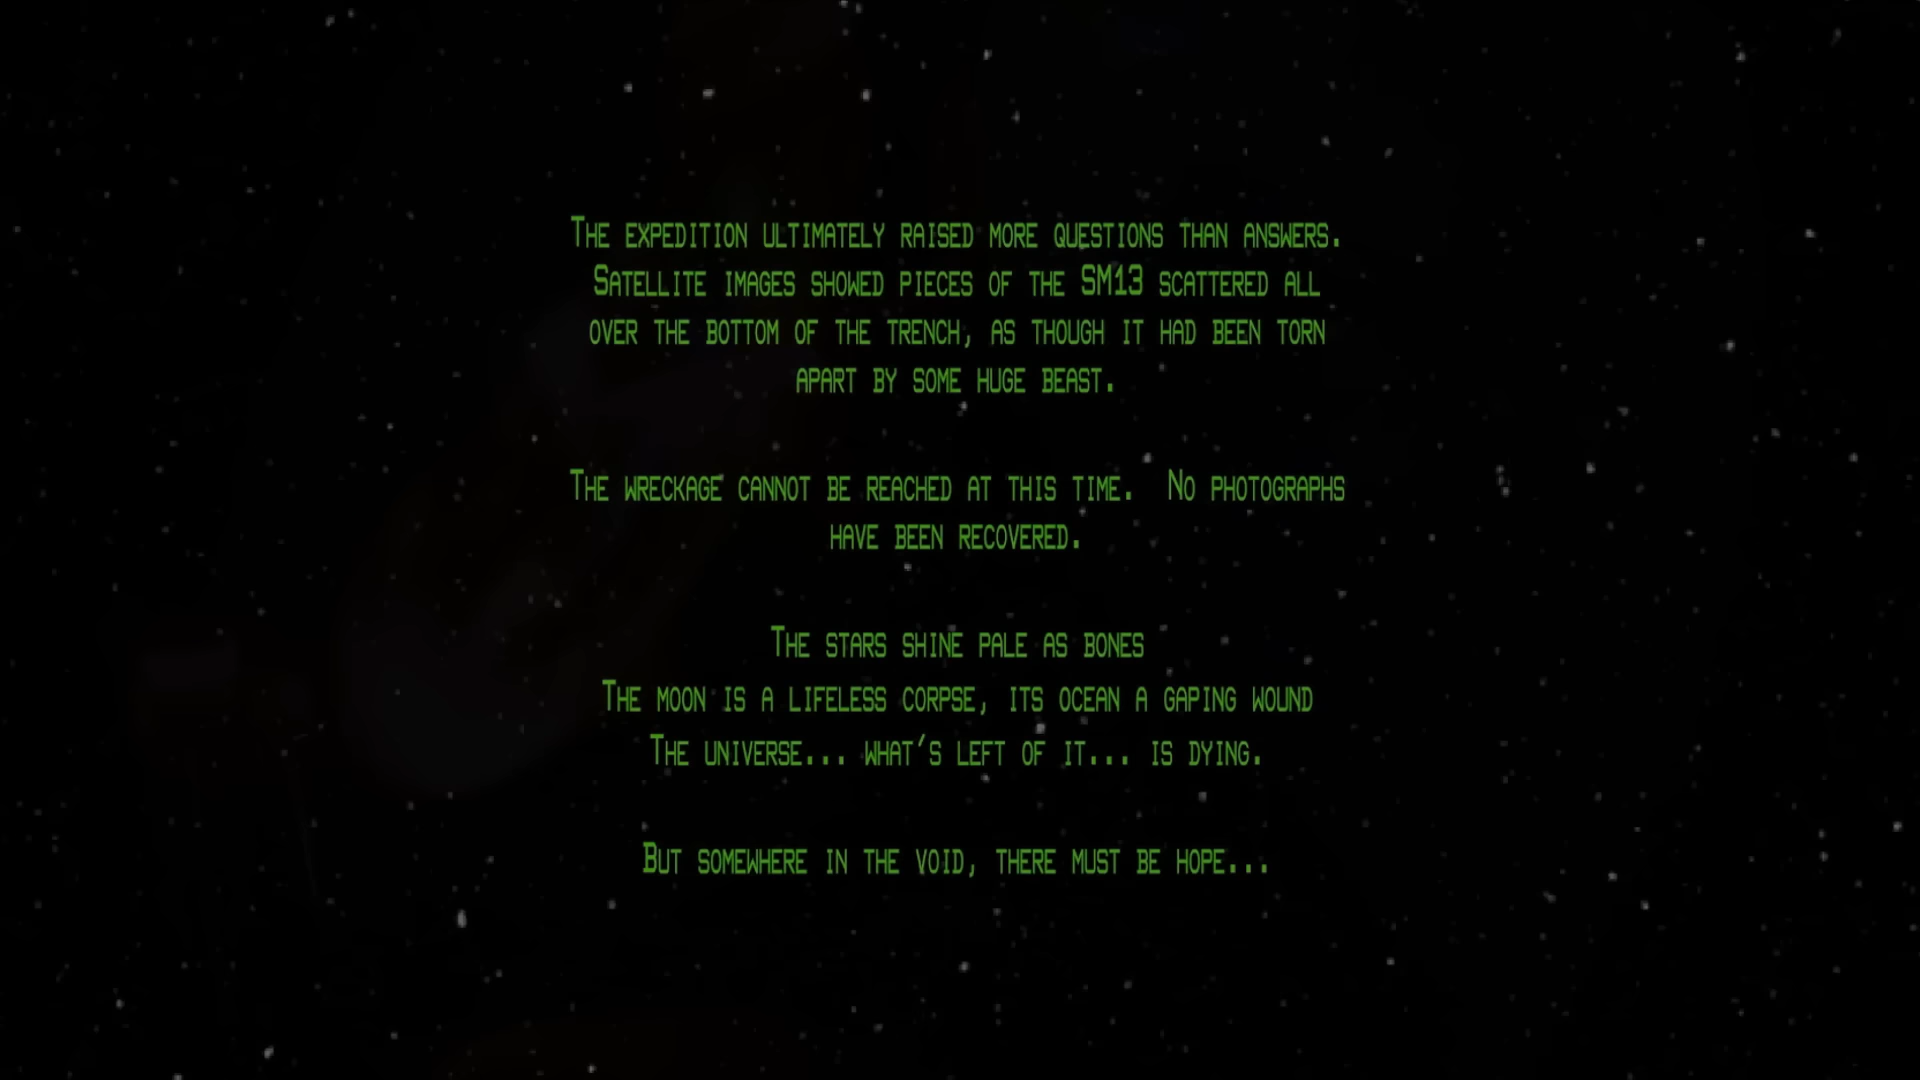 The expedition ultimately raised more questions than answers.
Satellite images showed pieces of the SM13 scattered all
over the bottom of the trench, as though it had been torn
apart by some huge beast.
The wreckage cannot be reached at this time.  No photographs
have been recovered.
The stars shine pale as bones
The moon is a lifeless corpse, its ocean a gaping wound
The universe... what's left of it... is dying.
But somewhere in the void, there must be hope...